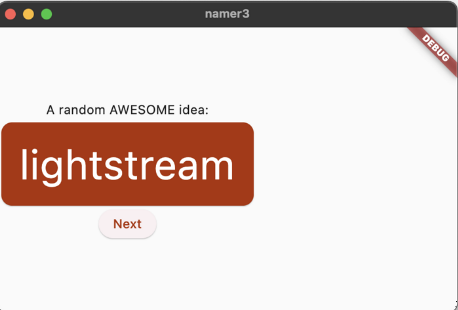 namer3
DEBUG
A random AWESOME idea:
lightstream
Next